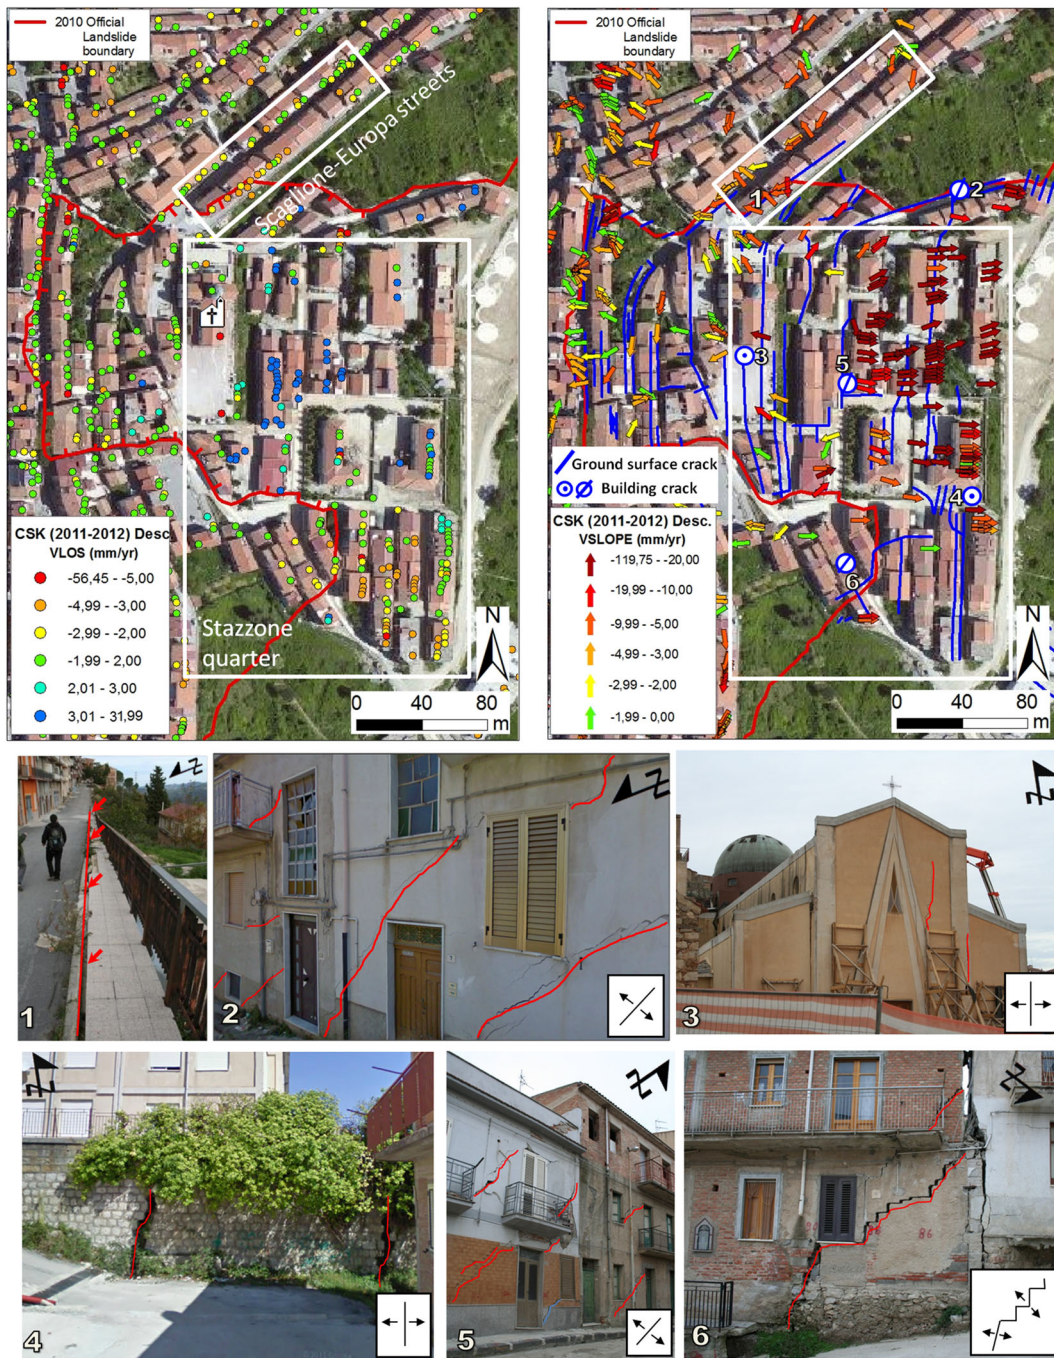 2010 Official
Landslide
boundary
Scaglione-Europa streets
CSK (2011-2012) Desc.
VLOS (mm/yr)
-56,45 - -5,00
-4,99 - -3,00
-2,99 - -2,00
-1,99 - 2,00
2,01 - 3,00
3,01 - 31,99
Stazzone
quarter
N
0 40 80
m
2010 Official
Landslide
boundary
1
2
3
5
4
6
Ground surface crack
Building crack
CSK (2011-2012) Desc.
VSLOPE (mm/yr)
-119,75 - -20,00
-19,99 - -10,00
-9,99 - -5,00
-4,99 - -3,00
-2,99 - -2,00
-1,99 - 0,00
N
0 40 80
m
N
1
N
2
N
3
N
4
N
5
N
86
86
6